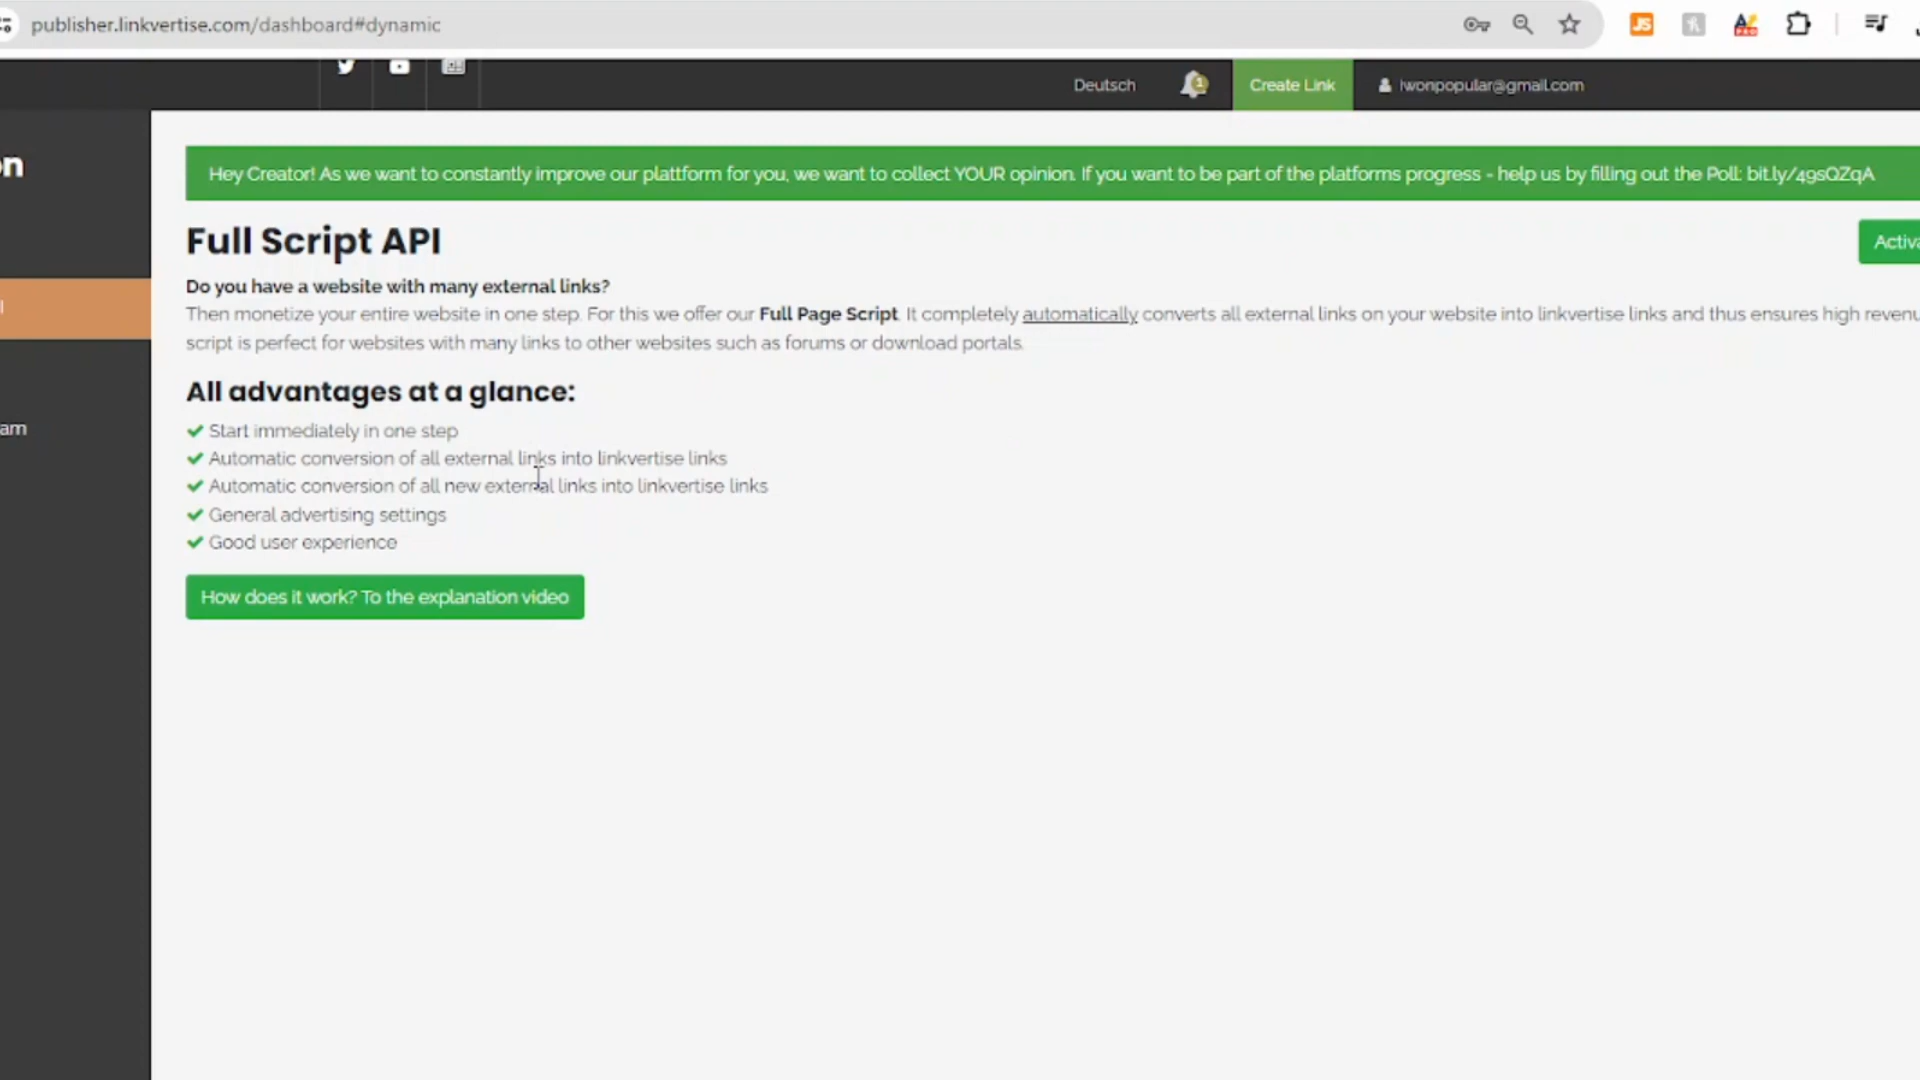 publisher.linkvertise.com/dashboard#dynamic
JS
PRO
Deutsch
1
Create Link
iwonpopular@gmail.com
on
Hey Creator! As we want to constantly improve our plattform for you, we want to collect YOUR opinion. If you want to be part of the platforms progress - help us by filling out the Poll: bit.ly/49sQZqA
Full Script API
Activa
Do you have a website with many external links?
Then monetize your entire website in one step. For this we offer our Full Page Script. It completely automatically converts all external links on your website into linkvertise links and thus ensures high revenu
script is perfect for websites with many links to other websites such as forums or download portals.
All advantages at a glance:
Start immediately in one step
am
Automatic conversion of all external links into linkvertise links
Automatic conversion of all new external links into linkvertise links
General advertising settings
Good user experience
How does it work? To the explanation video